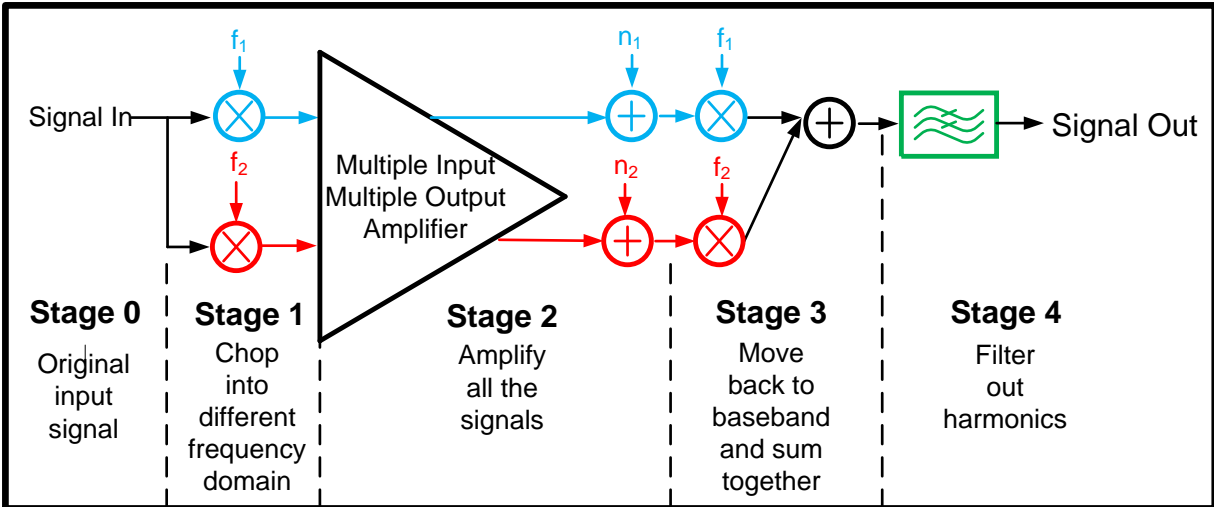 f₁
n₁
f₁
Signal In
Signal Out
f₂
n₂
f₂
Multiple Input
Multiple Output
Amplifier
Stage 0
Original
input
signal
Stage 1
Chop
into
different
frequency
domain
Stage 2
Amplify
all the
signals
Stage 3
Move
back to
baseband
and sum
together
Stage 4
Filter
out
harmonics